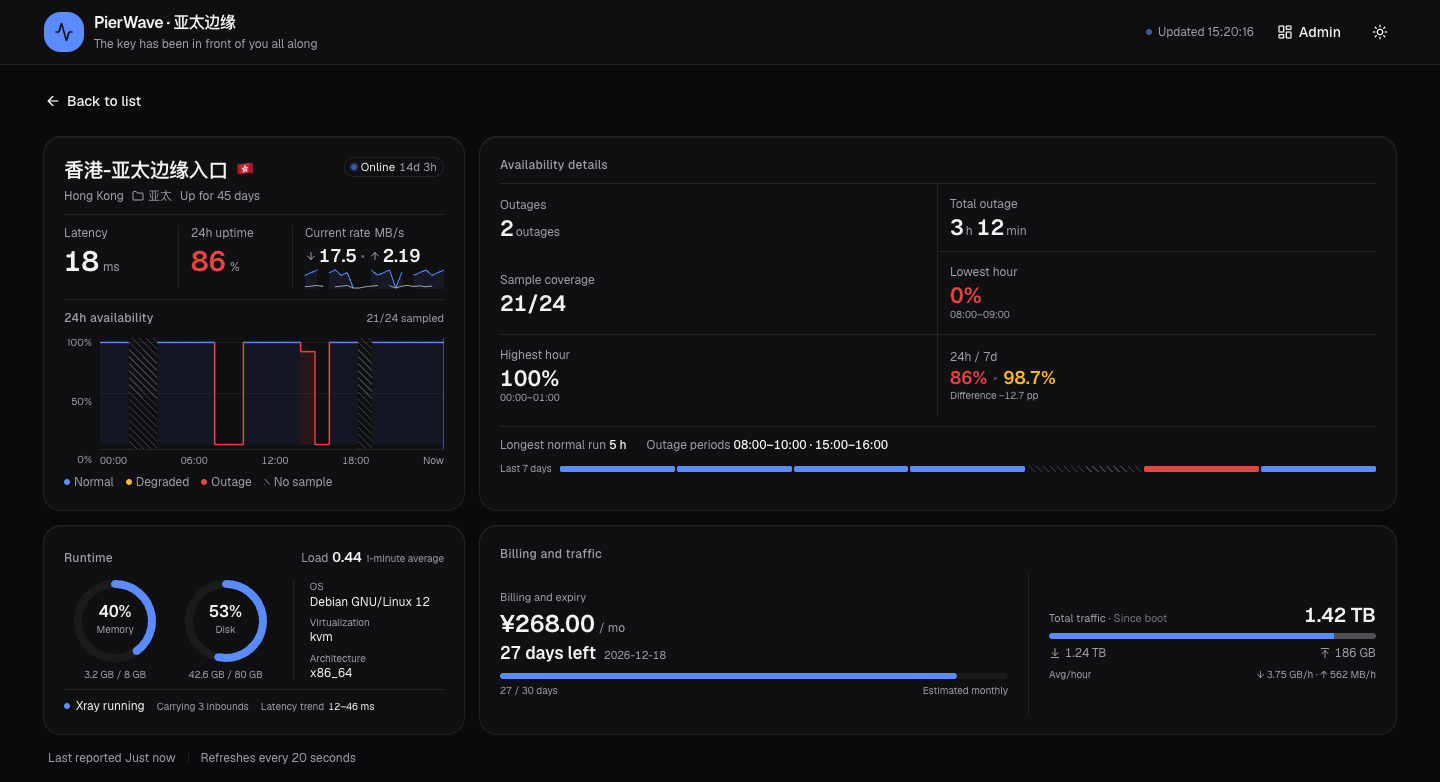 PierWave · 亚太边缘
The key has been in front of you all along
Updated 15:20:16
Admin
Back to list
香港-亚太边缘入口
Online 14d 3h
Hong Kong 亚太 Up for 45 days
Latency
18 ms
24h uptime
86 %
Current rate MB/s
↓ 17.5 · ↑ 2.19
24h availability
21/24 sampled
100%
50%
0%
00:00 06:00 12:00 18:00 Now
Normal Degraded Outage No sample
Availability details
Outages
2 outages
Total outage
3 h 12 min
Sample coverage
21/24
Lowest hour
0%
08:00–09:00
Highest hour
100%
00:00–01:00
24h / 7d
86% · 98.7%
Difference −12.7 pp
Longest normal run 5 h Outage periods 08:00–10:00 · 15:00–16:00
Last 7 days
Runtime
Load 0.44 1-minute average
40%
Memory
3.2 GB / 8 GB
53%
Disk
42.6 GB / 80 GB
OS
Debian GNU/Linux 12
Virtualization
kvm
Architecture
x86_64
Xray running Carrying 3 inbounds Latency trend 12–46 ms
Billing and traffic
Billing and expiry
¥268.00 / mo
27 days left 2026-12-18
27 / 30 days
Estimated monthly
Total traffic · Since boot
1.42 TB
↓ 1.24 TB
↑ 186 GB
Avg/hour
↓ 3.75 GB/h · ↑ 562 MB/h
Last reported Just now
Refreshes every 20 seconds